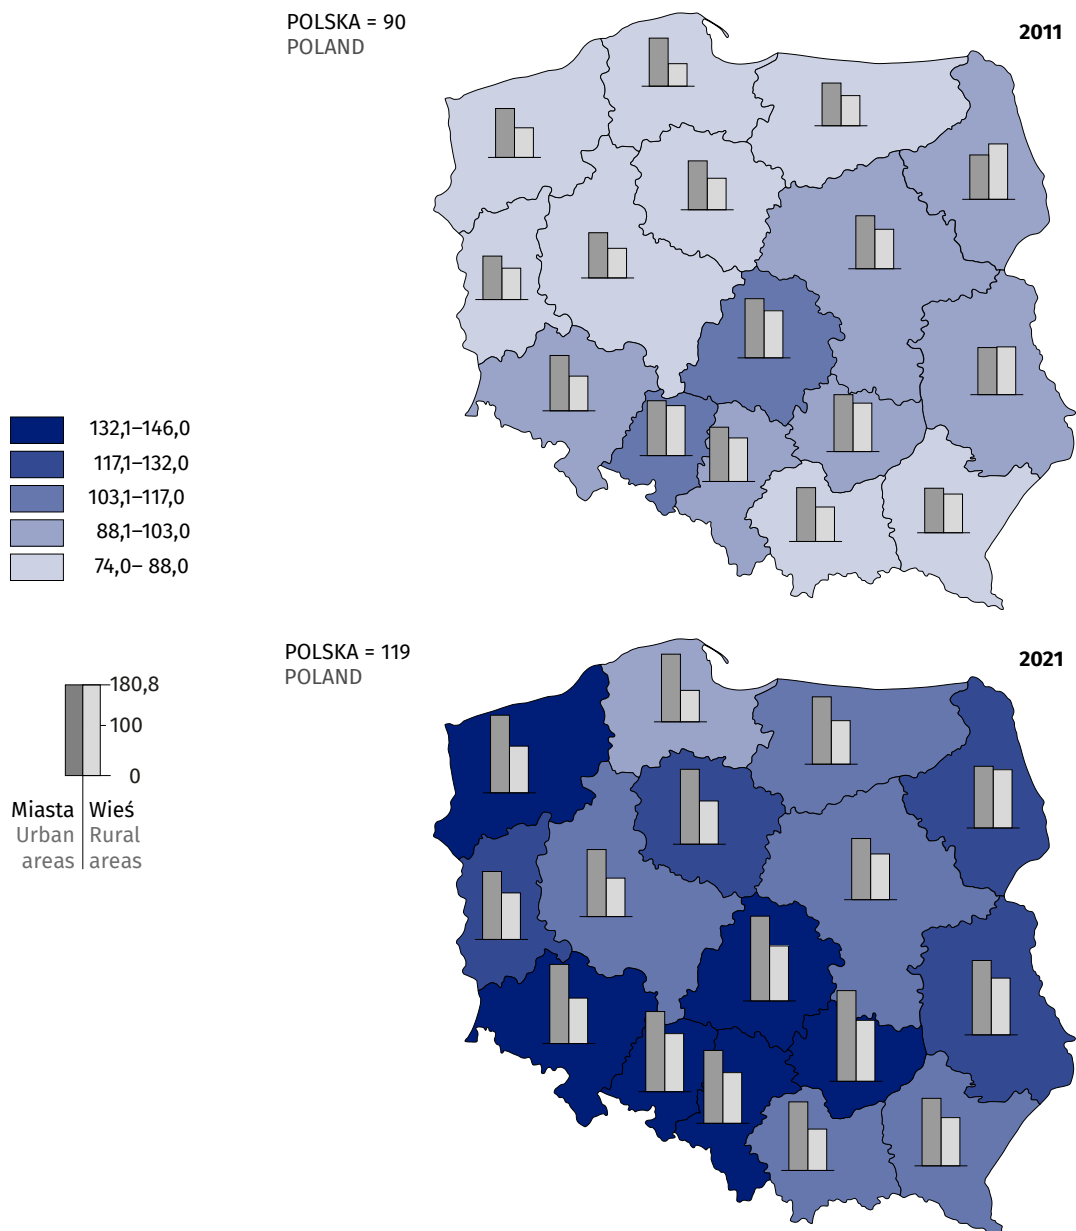 POLSKA = 90
POLAND
2011
132,1–146,0
117,1–132,0
103,1–117,0
88,1–103,0
74,0– 88,0
POLSKA = 119
POLAND
2021
180,8
100
0
Miasta Wieś
Urban Rural
areas areas